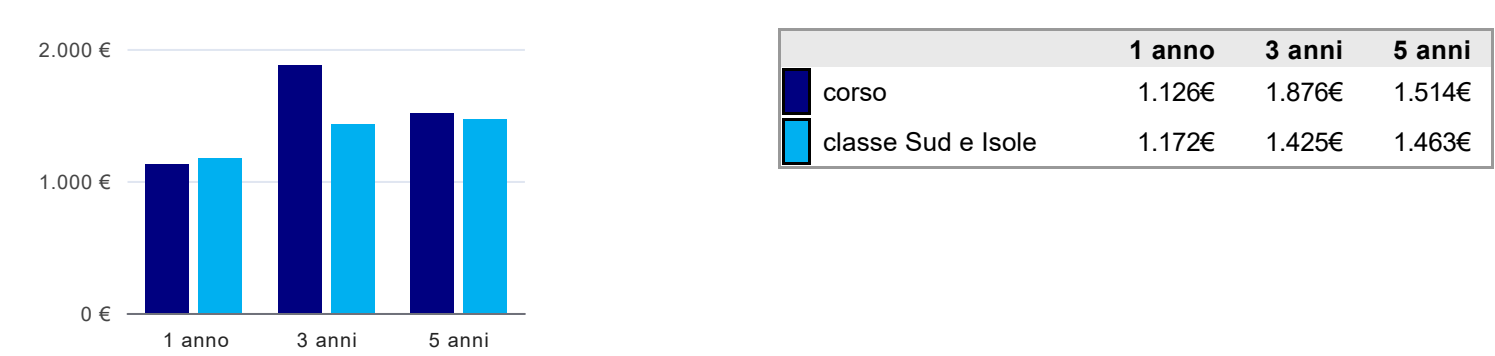 2.000 €
1.000 €
0 €
1 anno 3 anni 5 anni
1 anno 3 anni 5 anni
corso 1.126€ 1.876€ 1.514€
classe Sud e Isole 1.172€ 1.425€ 1.463€